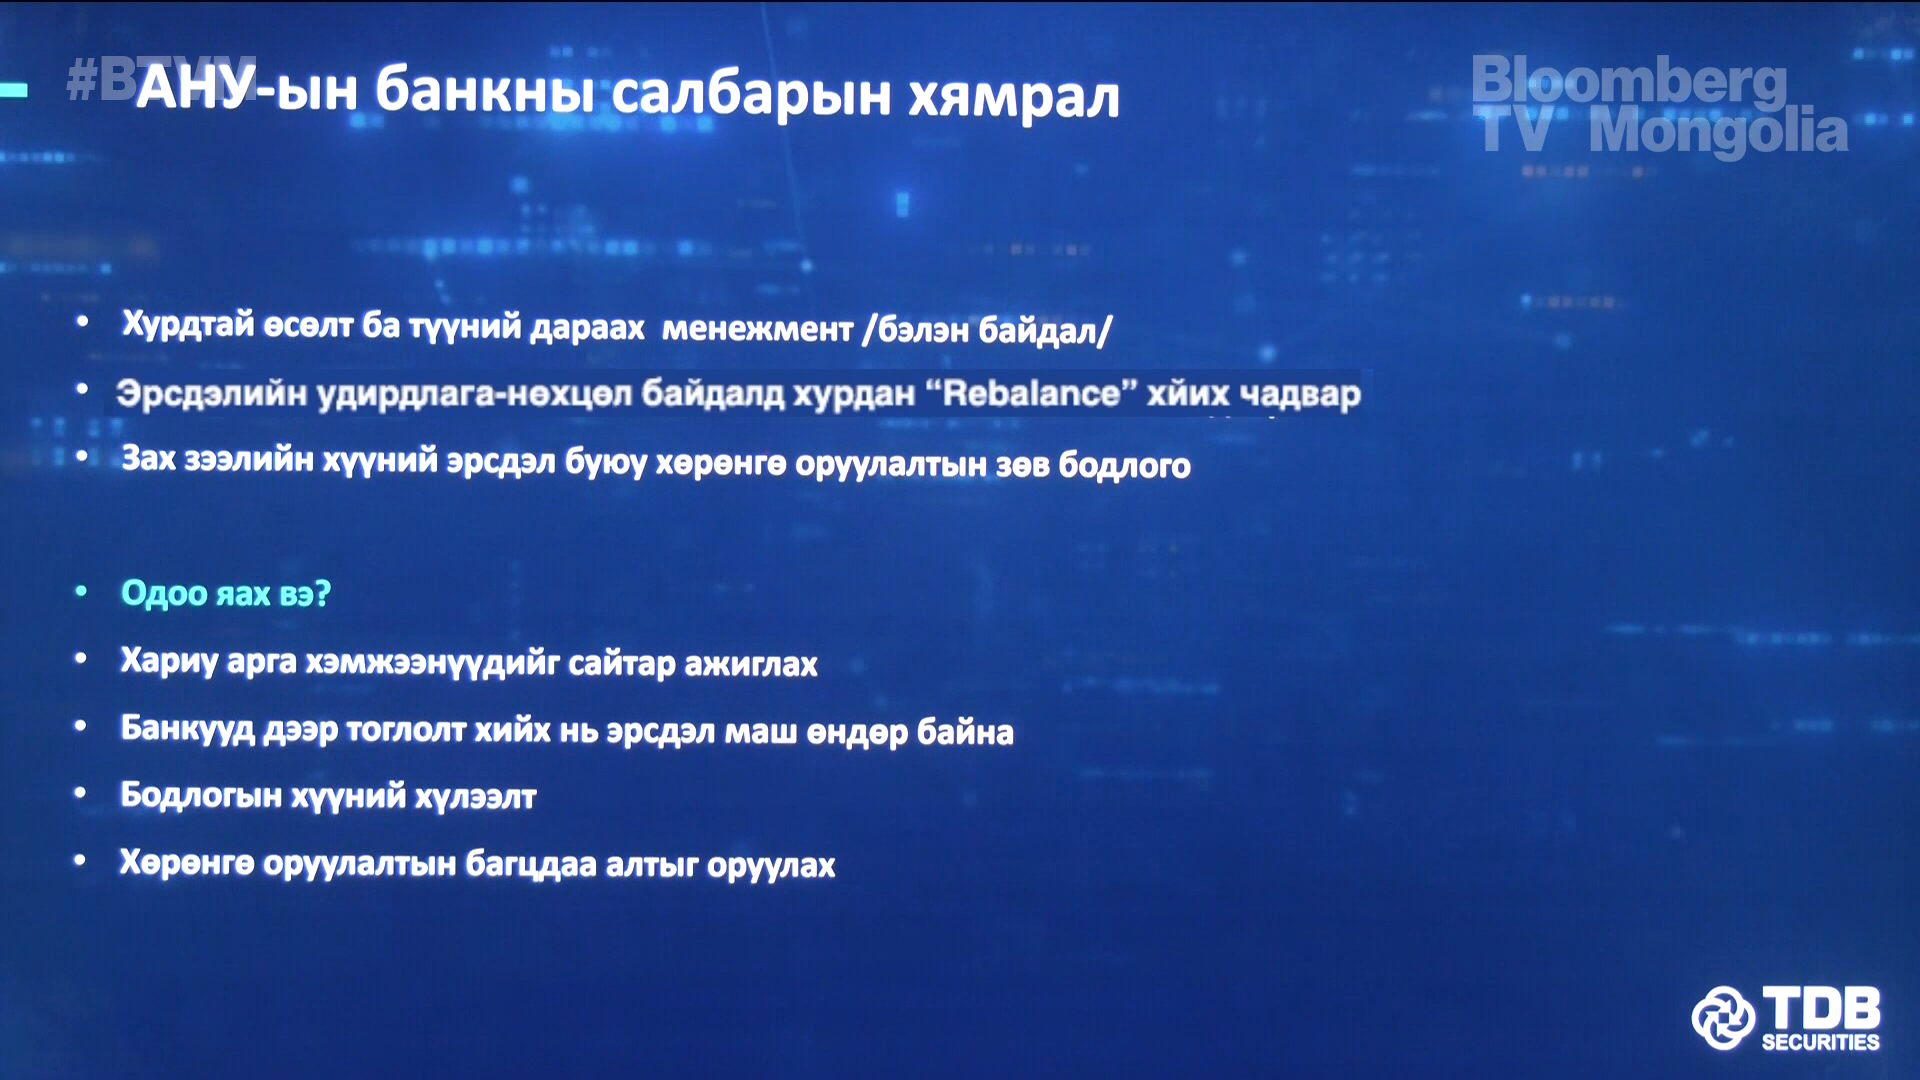 #BTVM
АНУ-ын банкны салбарын хямрал
Bloomberg
TV Mongolia
• Хурдтай өсөлт ба түүний дараах менежмент /бэлэн байдал/
• Эрсдэлийн удирдлага-нөхцөл байдалд хурдан “Rebalance” хйих чадвар
• Зах зээлийн хүүний эрсдэл буюу хөрөнгө оруулалтын зөв бодлого
• Одоо яах вэ?
• Хариу арга хэмжээнүүдийг сайтар ажиглах
• Банкууд дээр тоглолт хийх нь эрсдэл маш өндөр байна
• Бодлогын хүүний хүлээлт
• Хөрөнгө оруулалтын багцдаа алтыг оруулах
TDB
SECURITIES